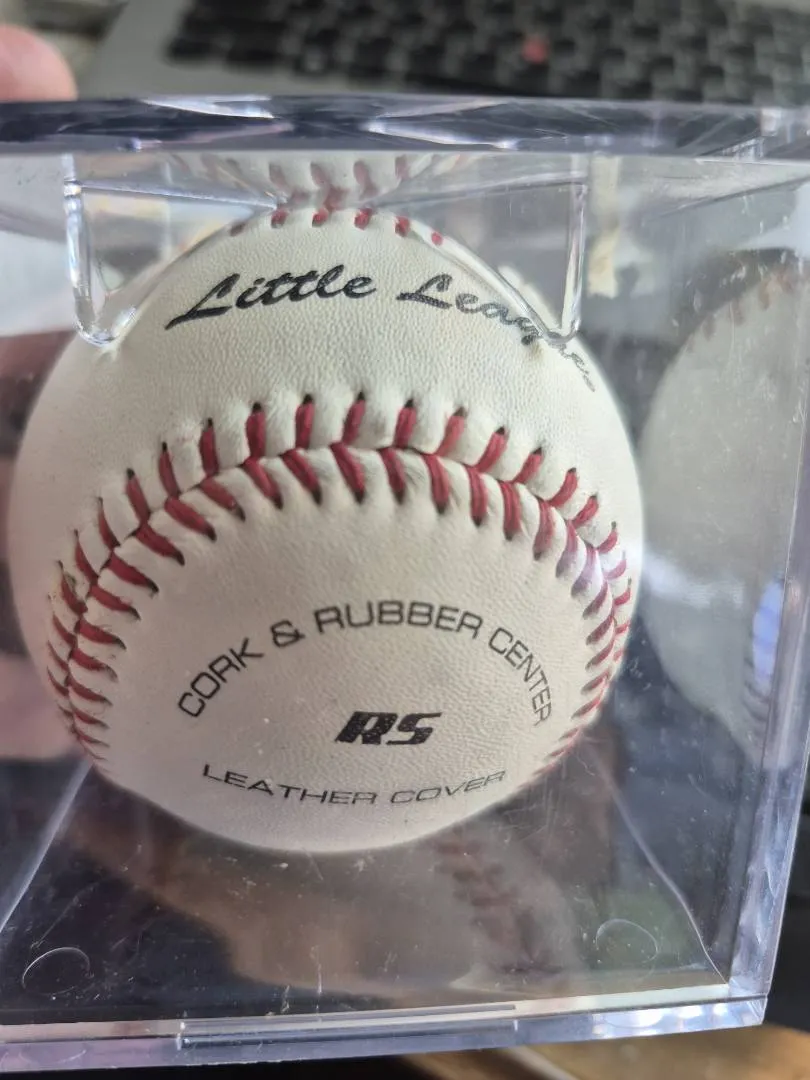 Little League
CORK & RUBBER CENTER
RS
LEATHER COVER